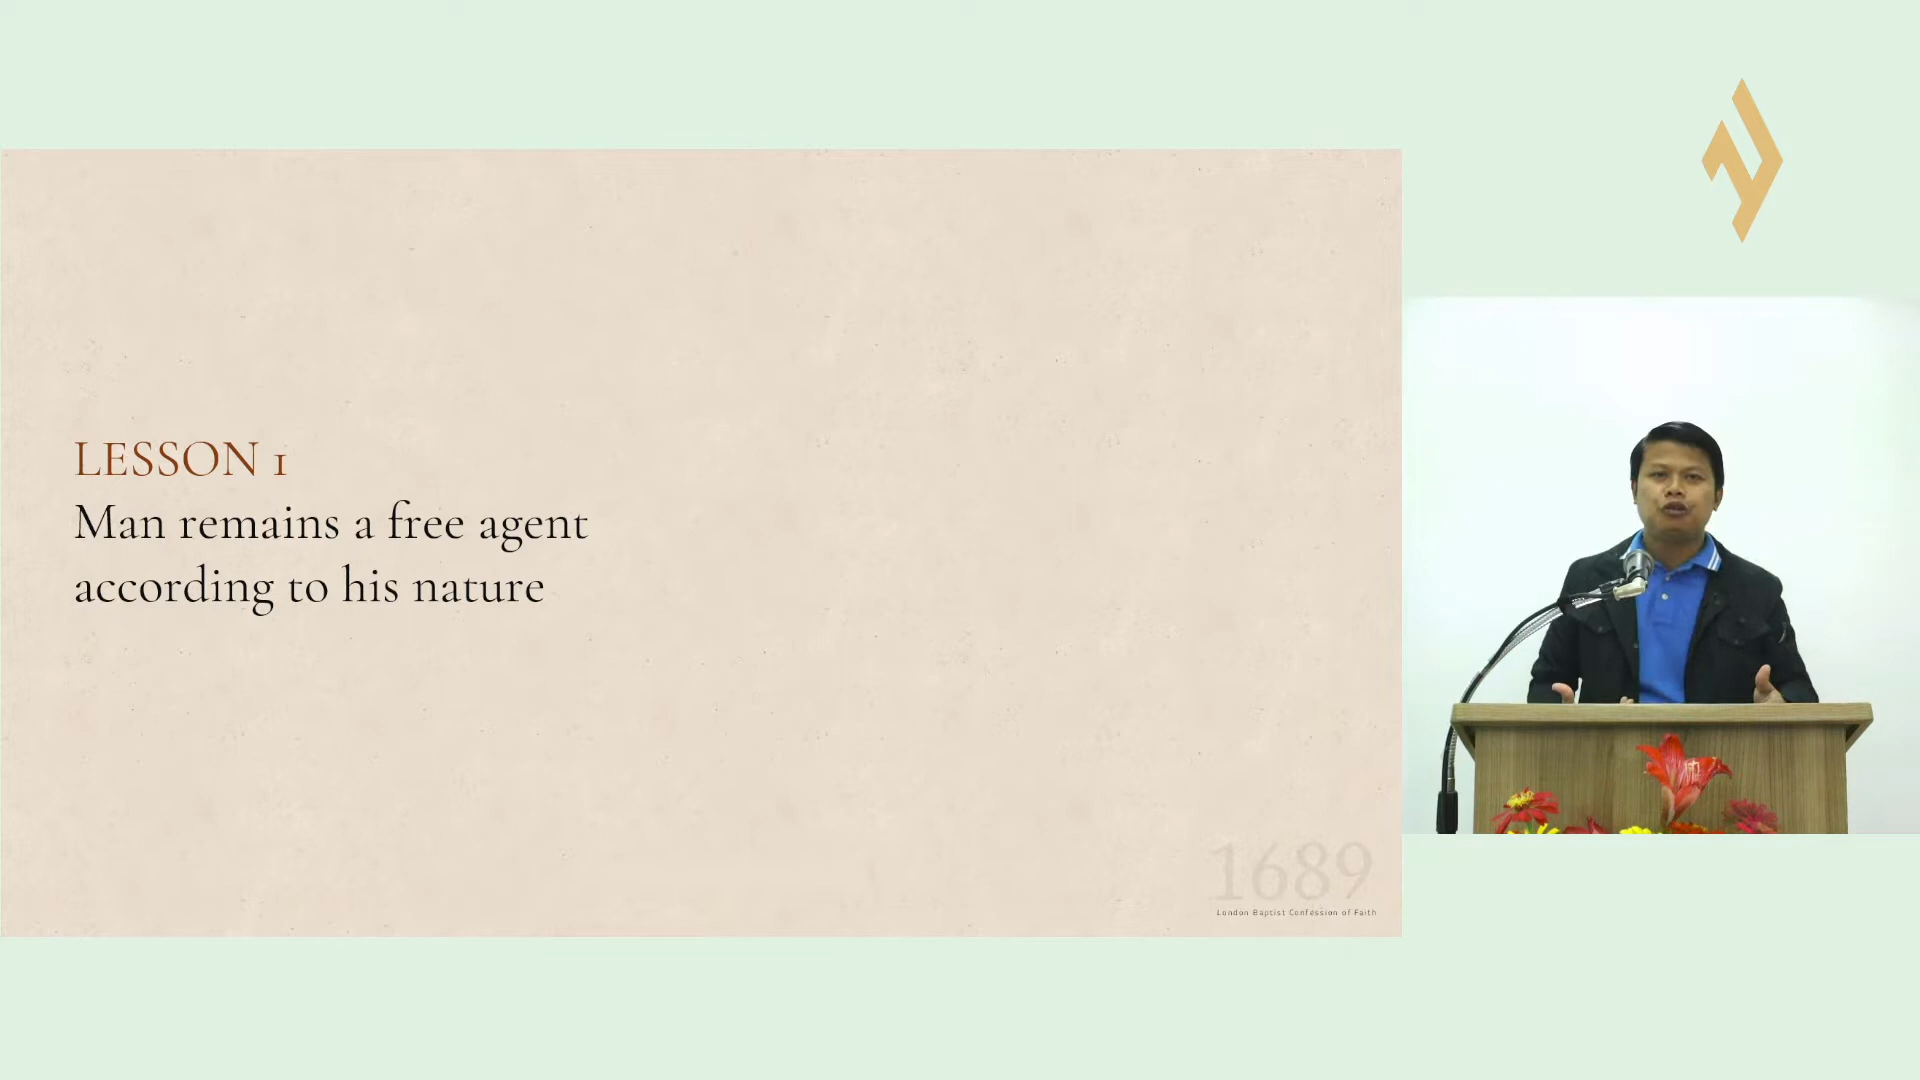 LESSON 1
Man remains a free agent
according to his nature
1689
London Baptist Confession of Faith